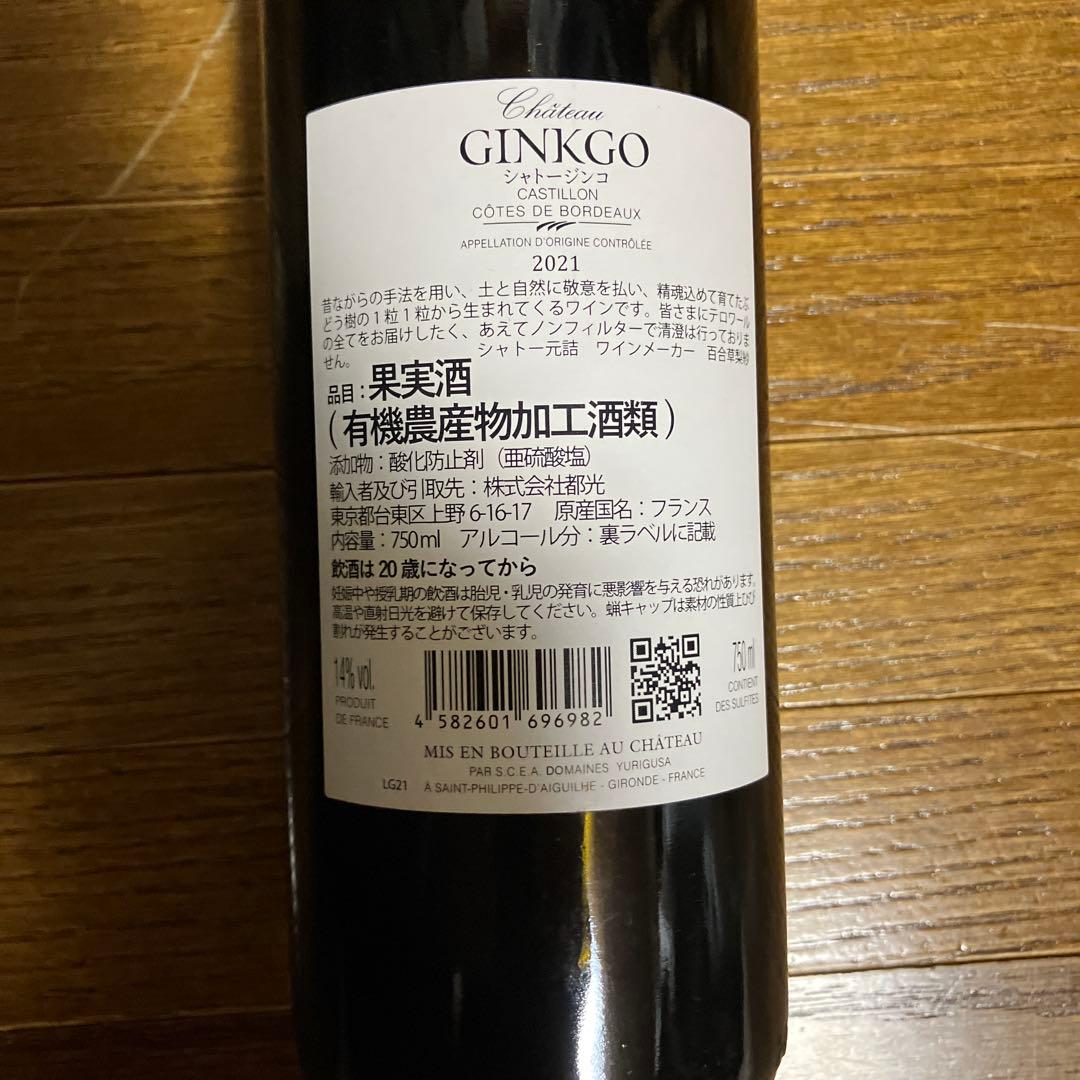 Château
GINKGO
シャトージンコ
CASTILLON
CÔTES DE BORDEAUX
APPELLATION D'ORIGINE CONTRÔLÉE
2021
昔ながらの手法を用い、土と自然に敬意を払い、精魂込めて育てたぶ
どう樹の1粒1粒から生まれてくるワインです。皆さまにテロワール
の全てをお届けしたく、あえてノンフィルターで清澄は行っておりま
せん。
シャトー元詰 ワインメーカー 百合草梨紗
品目：果実酒
(有機農産物加工酒類)
添加物：酸化防止剤（亜硫酸塩）
輸入者及び引取先：株式会社都光
東京都台東区上野6-16-17 原産国名：フランス
内容量：750ml アルコール分：裏ラベルに記載
飲酒は20歳になってから
妊娠中や授乳期の飲酒は胎児・乳児の発育に悪影響を与える恐れがあります。
高温や直射日光を避けて保存してください。蝋キャップは素材の性質上ひび
割れが発生することがございます。
14% vol.
PRODUIT
DE FRANCE
4 582601 696982
750 ml
CONTIENT
DES SULFITES
MIS EN BOUTEILLE AU CHÂTEAU
PAR S.C.E.A. DOMAINES YURIGUSA
LG21 À SAINT-PHILIPPE-D'AIGUILHE - GIRONDE - FRANCE